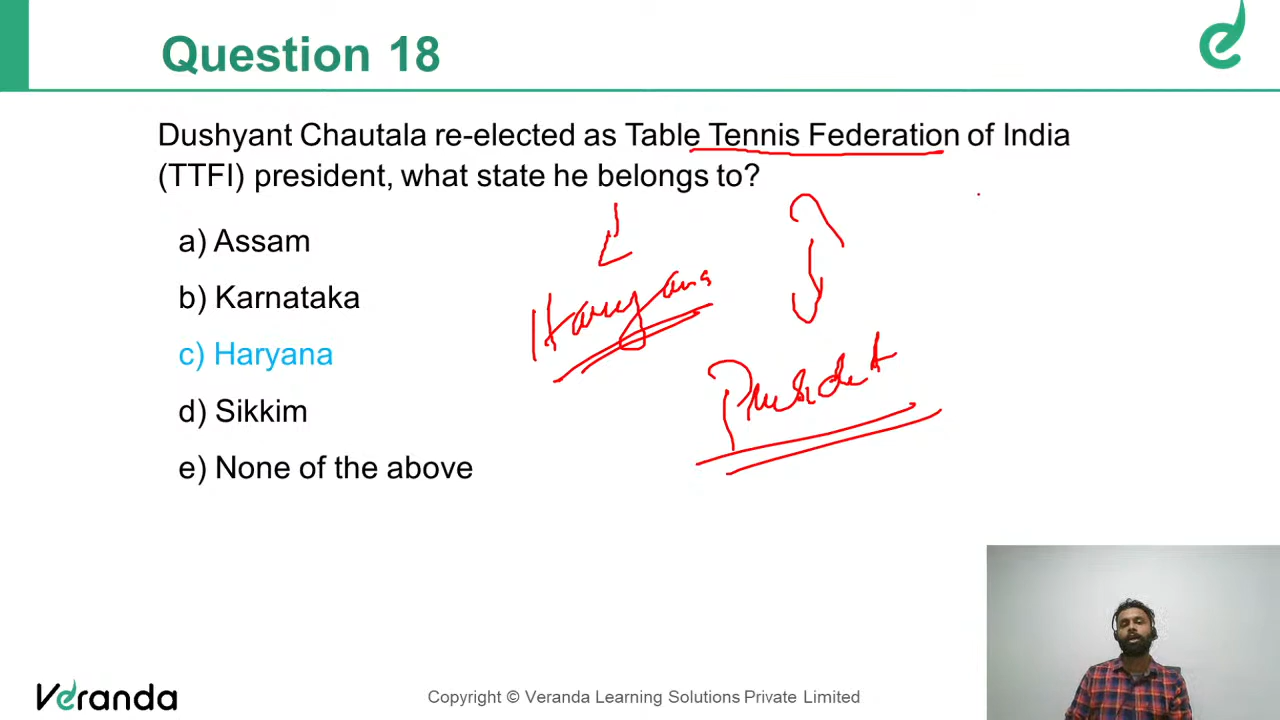 Question 18
Dushyant Chautala re-elected as Table Tennis Federation of India
(TTFI) president, what state he belongs to?
a) Assam
b) Karnataka
c) Haryana
d) Sikkim
e) None of the above
Haryana
President
Veranda
Copyright © Veranda Learning Solutions Private Limited